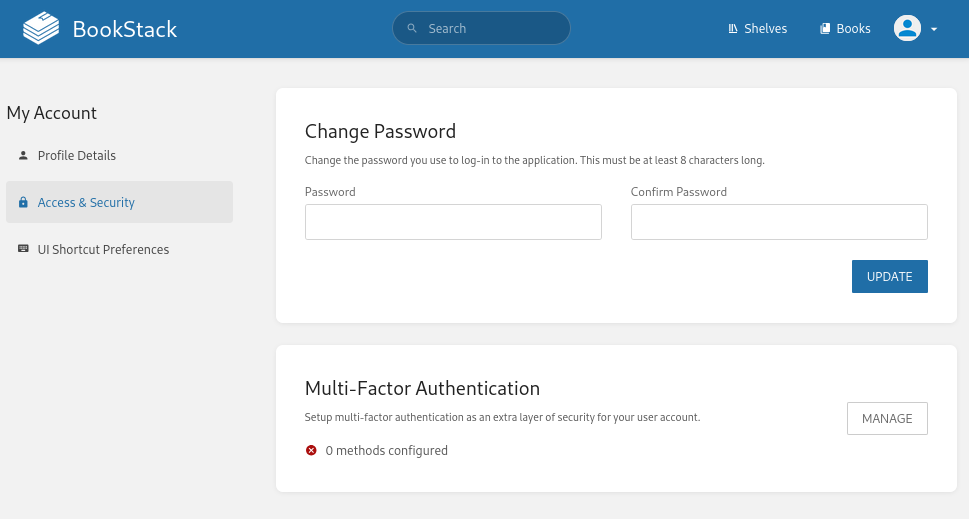 BookStack
Search
Shelves
Books
My Account
Profile Details
Access & Security
UI Shortcut Preferences
Change Password
Change the password you use to log-in to the application. This must be at least 8 characters long.
Password
Confirm Password
UPDATE
Multi-Factor Authentication
Setup multi-factor authentication as an extra layer of security for your user account.
MANAGE
0 methods configured